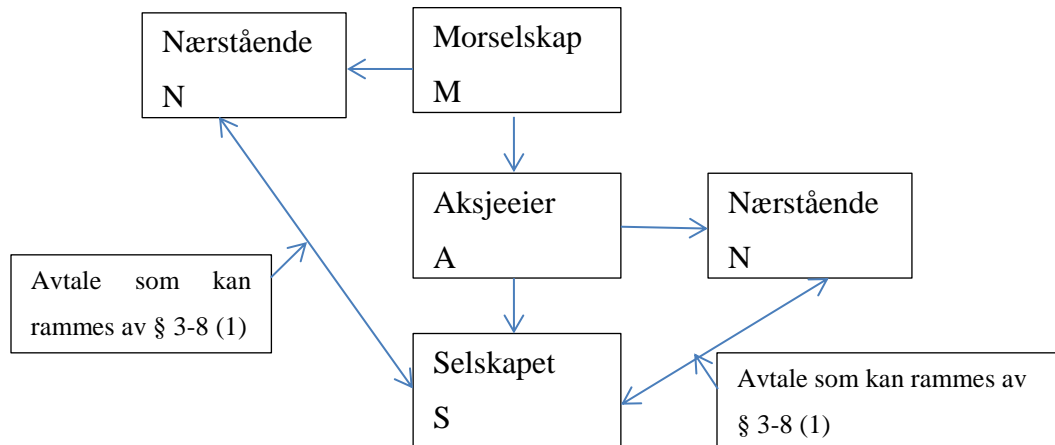 Nærstående
N
Morselskap
M
Aksjeeier
A
Nærstående
N
Avtale som kan
rammes av § 3-8 (1)
Selskapet
S
Avtale som kan rammes av
§ 3-8 (1)